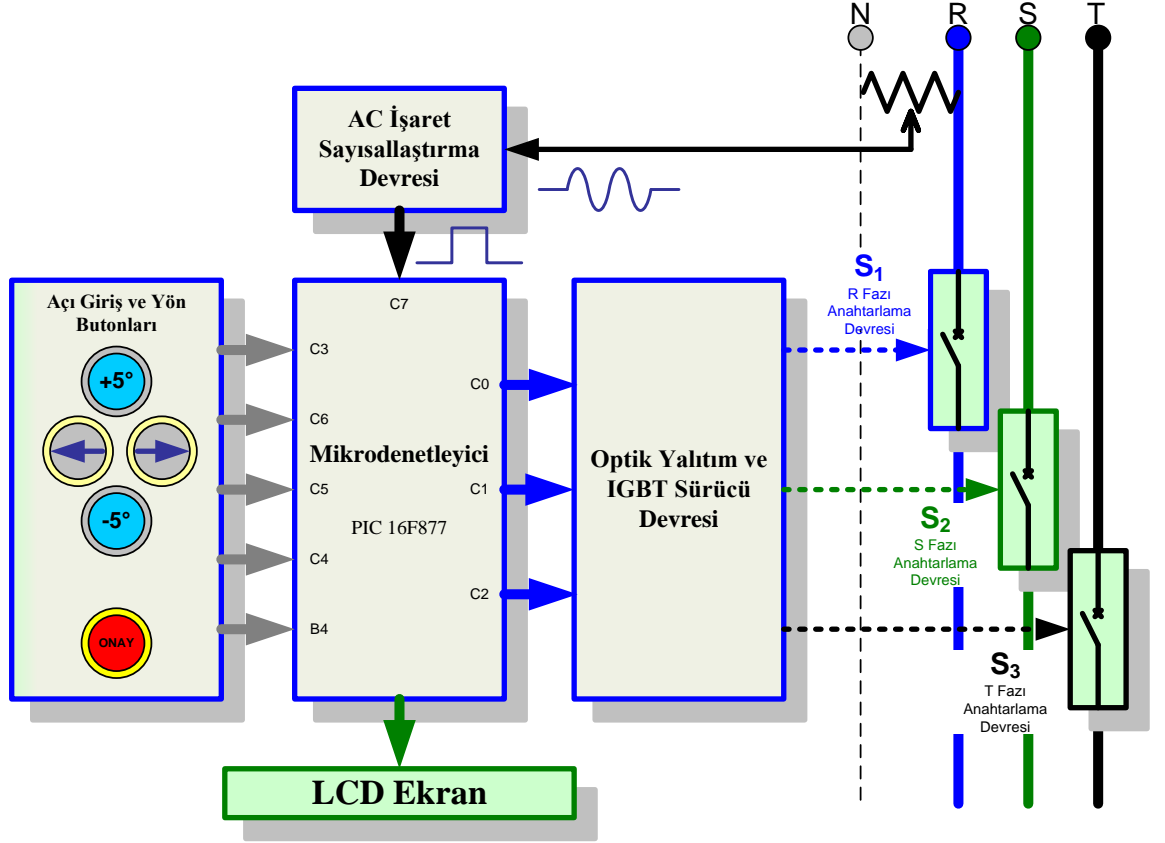 N R S T
AC İşaret
Sayısallaştırma
Devresi
Açı Giriş ve Yön
Butonları
+5°
-5°
ONAY
C7
C3
C6
C5
C4
B4
C0
C1
C2
Mikrodenetleyici
PIC 16F877
Optik Yalıtım ve
IGBT Sürücü
Devresi
S1
R Fazı
Anahtarlama
Devresi
S2
S Fazı
Anahtarlama
Devresi
S3
T Fazı
Anahtarlama
Devresi
LCD Ekran